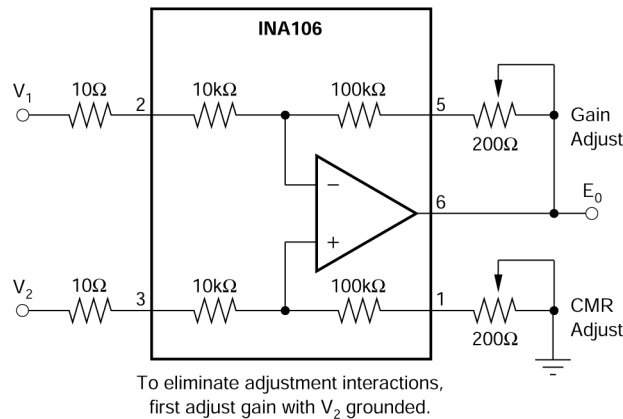 INA106
V1
10Ω
2
10kΩ
100kΩ
5
200Ω
Gain
Adjust
−
+
6
E0
V2
10Ω
3
10kΩ
100kΩ
1
200Ω
CMR
Adjust
To eliminate adjustment interactions,
first adjust gain with V2 grounded.